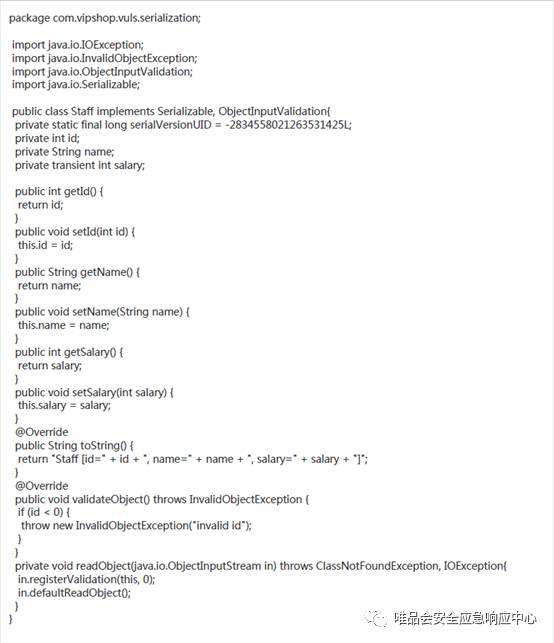 package com.vipshop.vuls.serialization;
import java.io.IOException;
import java.io.InvalidObjectException;
import java.io.ObjectInputValidation;
import java.io.Serializable;
public class Staff implements Serializable, ObjectInputValidation{
private static final long serialVersionUID = -2834558021263531425L;
private int id;
private String name;
private transient int salary;
public int getId() {
return id;
}
public void setId(int id) {
this.id = id;
}
public String getName() {
return name;
}
public void setName(String name) {
this.name = name;
}
public int getSalary() {
return salary;
}
public void setSalary(int salary) {
this.salary = salary;
}
@Override
public String toString() {
return "Staff [id=" + id + ", name=" + name + ", salary=" + salary + "]";
}
@Override
public void validateObject() throws InvalidObjectException {
if (id < 0) {
throw new InvalidObjectException("invalid id");
}
}
private void readObject(java.io.ObjectInputStream in) throws ClassNotFoundException, IOException{
in.registerValidation(this, 0);
in.defaultReadObject();
}
}
唯品会安全应急响应中心